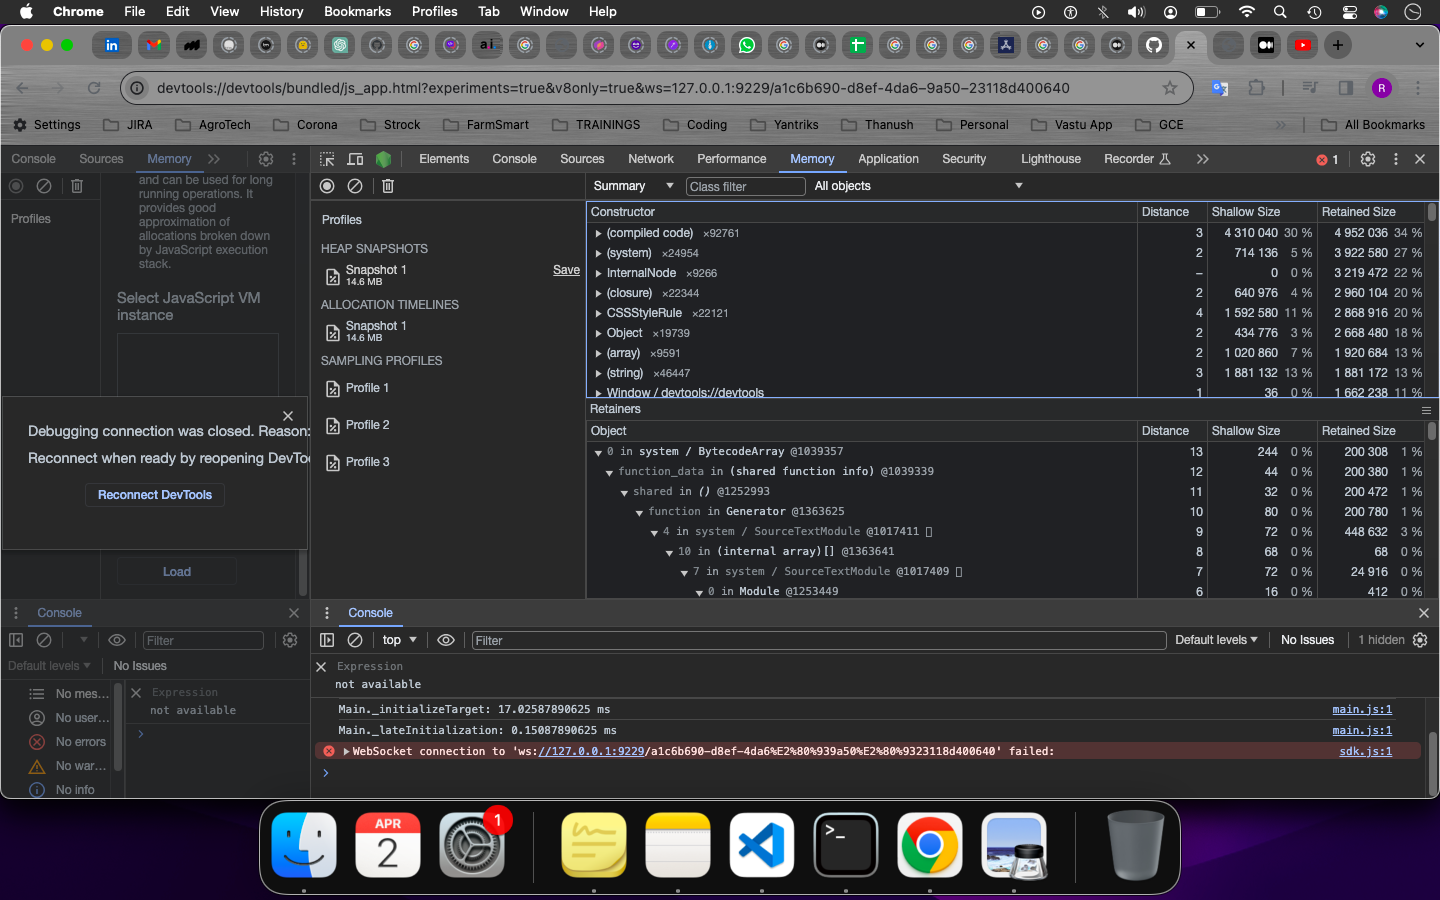 Chrome File Edit View History Bookmarks Profiles Tab Window Help
devtools://devtools/bundled/js_app.html?experiments=true&v8only=true&ws=127.0.0.1:9229/a1c6b690-d8ef-4da6–9a50–23118d400640
R
Settings JIRA AgroTech Corona Strock FarmSmart TRAININGS Coding Yantriks Thanush Personal Vastu App GCE » All Bookmarks
Console Sources Memory
and can be used for long
running operations. It
provides good
approximation of
allocations broken down
by JavaScript execution
stack.
Profiles
Select JavaScript VM
instance
Debugging connection was closed. Reason:
Reconnect when ready by reopening DevToo
Reconnect DevTools
Load
Console
Filter
Default levels ▼ No Issues
No mes...
No user...
No errors
No war...
No info
Expression
not available
Elements Console Sources Network Performance Memory Application Security Lighthouse Recorder 1
Profiles
HEAP SNAPSHOTS
Snapshot 1 Save
14.6 MB
ALLOCATION TIMELINES
Snapshot 1
14.6 MB
SAMPLING PROFILES
Profile 1
Profile 2
Profile 3
Summary ▼ Class filter All objects ▼
Constructor Distance Shallow Size Retained Size
(compiled code) ×92761 3 4 310 040 30 % 4 952 036 34 %
(system) ×24954 2 714 136 5 % 3 922 580 27 %
InternalNode ×9266 – 0 0 % 3 219 472 22 %
(closure) ×22344 2 640 976 4 % 2 960 104 20 %
CSSStyleRule ×22121 4 1 592 580 11 % 2 868 916 20 %
Object ×19739 2 434 776 3 % 2 668 480 18 %
(array) ×9591 2 1 020 860 7 % 1 920 684 13 %
(string) ×46447 3 1 881 132 13 % 1 881 172 13 %
Window / devtools://devtools 1 36 0 % 1 662 238 11 %
Retainers
Object Distance Shallow Size Retained Size
0 in system / BytecodeArray @1039357 13 244 0 % 200 308 1 %
function_data in (shared function info) @1039339 12 44 0 % 200 380 1 %
shared in () @1252993 11 32 0 % 200 472 1 %
function in Generator @1363625 10 80 0 % 200 780 1 %
4 in system / SourceTextModule @1017411 9 72 0 % 448 632 3 %
10 in (internal array)[] @1363641 8 68 0 % 68 0 %
7 in system / SourceTextModule @1017409 7 72 0 % 24 916 0 %
0 in Module @1253449 6 16 0 % 412 0 %
Console
top ▼ Filter Default levels ▼ No Issues 1 hidden
Expression
not available
Main._initializeTarget: 17.02587890625 ms main.js:1
Main._lateInitialization: 0.15087890625 ms main.js:1
WebSocket connection to 'ws://127.0.0.1:9229/a1c6b690-d8ef-4da6%E2%80%939a50%E2%80%9323118d400640' failed: sdk.js:1
APR
2
1